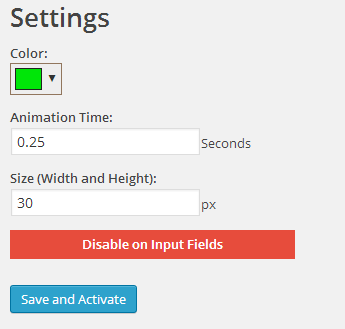 Settings
Color:
Animation Time:
0.25 Seconds
Size (Width and Height):
30 px
Disable on Input Fields
Save and Activate